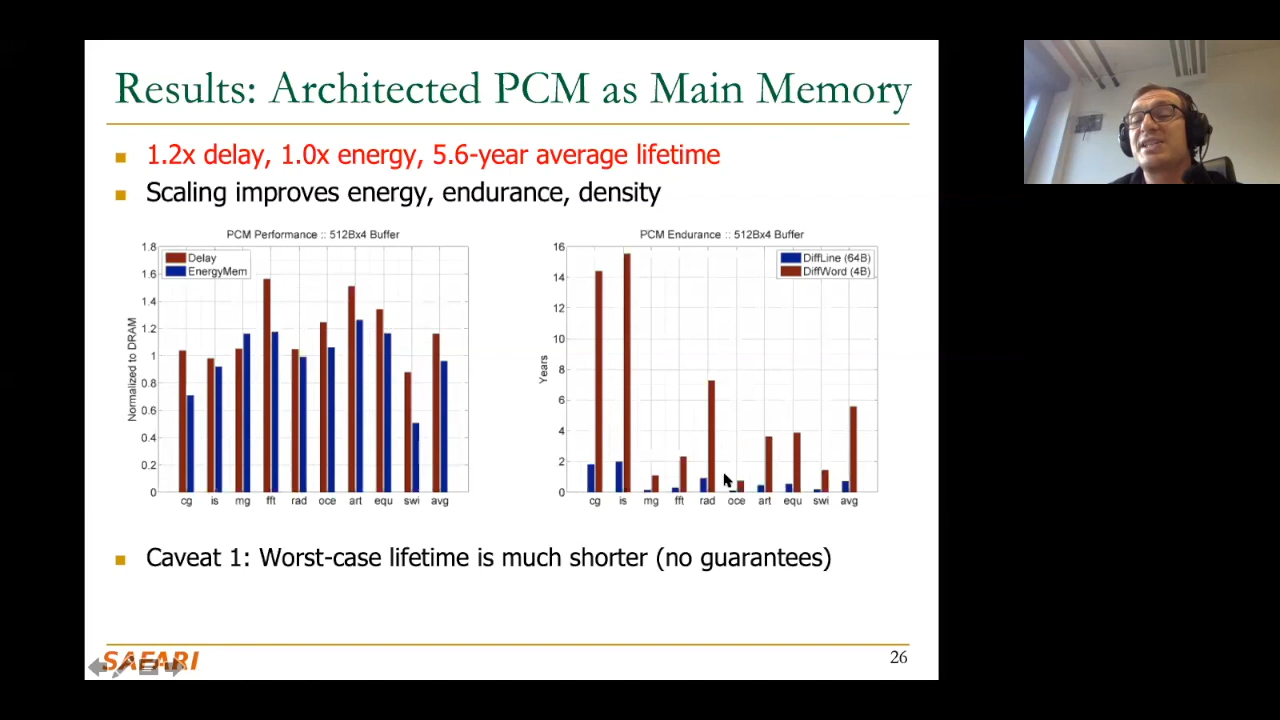 Results: Architected PCM as Main Memory
1.2x delay, 1.0x energy, 5.6-year average lifetime
Scaling improves energy, endurance, density
PCM Performance :: 512Bx4 Buffer
Delay
EnergyMem
Normalized to DRAM
1.8
1.6
1.4
1.2
1
0.8
0.6
0.4
0.2
0
cg is mg fft rad oce art equ swi avg
PCM Endurance :: 512Bx4 Buffer
DiffLine (64B)
DiffWord (4B)
Years
16
14
12
10
8
6
4
2
0
cg is mg fft rad oce art equ swi avg
Caveat 1: Worst-case lifetime is much shorter (no guarantees)
SAFARI
26